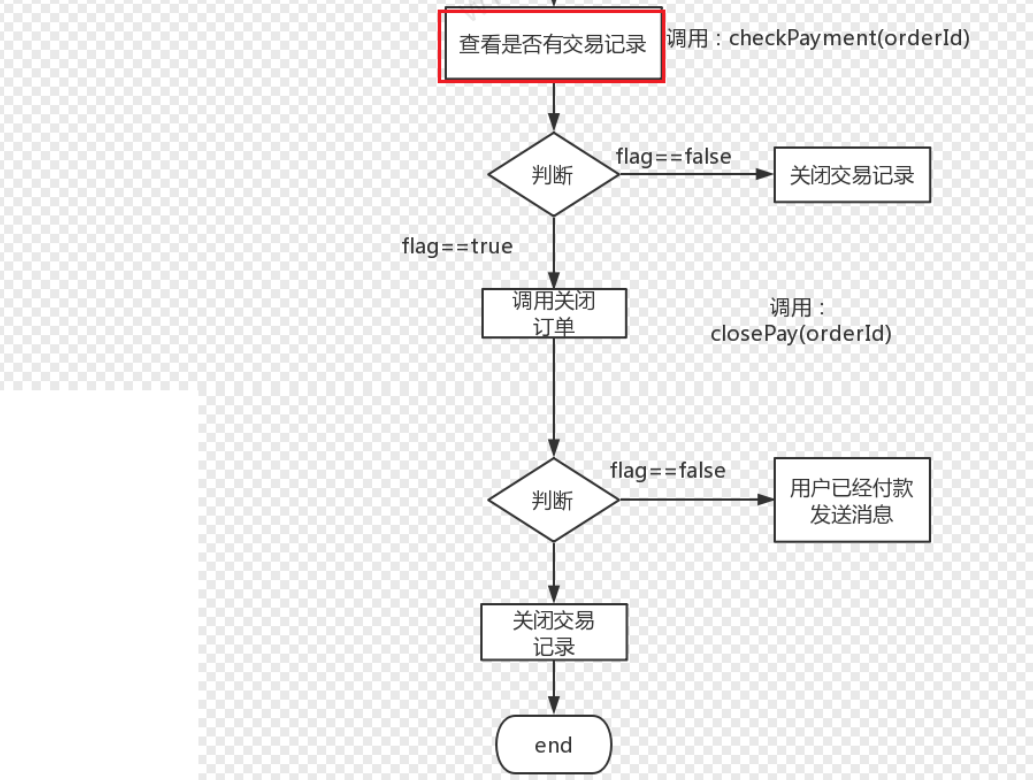 查看是否有交易记录
调用：checkPayment(orderId)
判断
flag==false
关闭交易记录
flag==true
调用关闭
订单
调用：
closePay(orderId)
判断
flag==false
用户已经付款
发送消息
关闭交易
记录
end